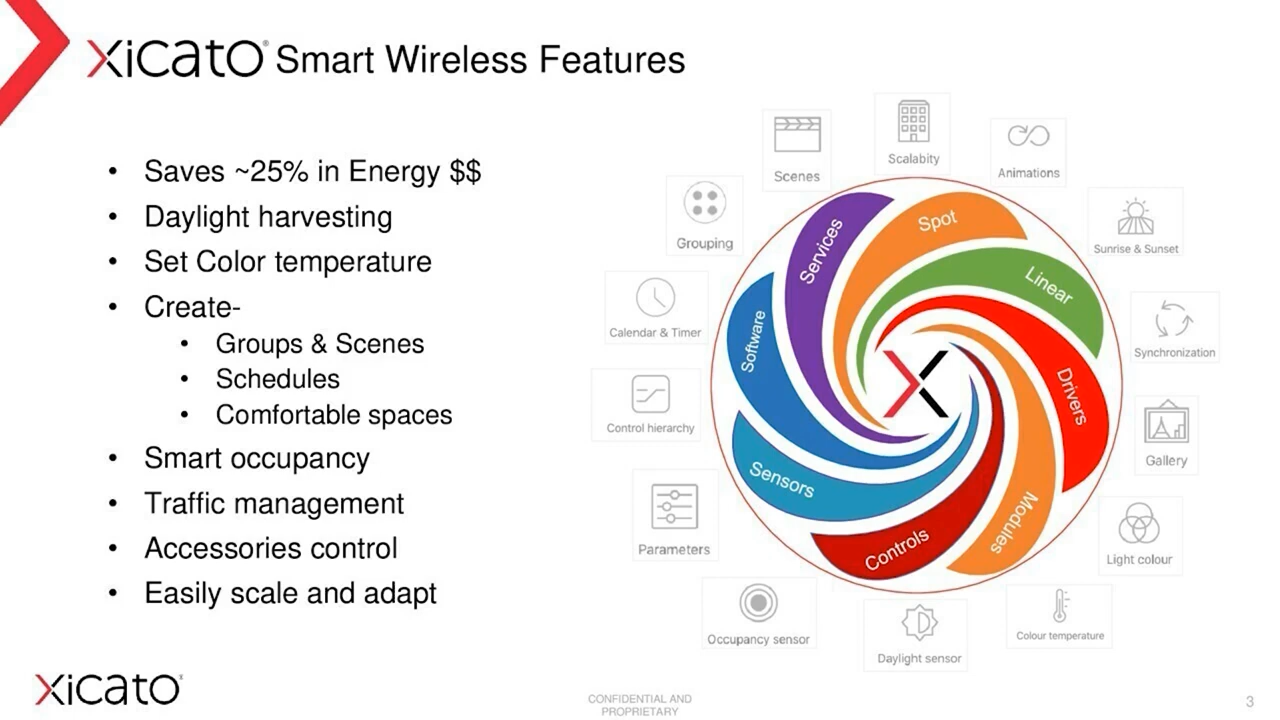 xicato® Smart Wireless Features
• Saves ~25% in Energy $$
• Daylight harvesting
• Set Color temperature
• Create-
• Groups & Scenes
• Schedules
• Comfortable spaces
• Smart occupancy
• Traffic management
• Accessories control
• Easily scale and adapt
Scenes
Scalabity
Animations
Grouping
Sunrise & Sunset
Calendar & Timer
Synchronization
Control hierarchy
Gallery
Parameters
Light colour
Occupancy sensor
Daylight sensor
Colour temperature
Services
Spot
Linear
Software
Drivers
Sensors
Controls
Modules
xicato
CONFIDENTIAL AND
PROPRIETARY
3